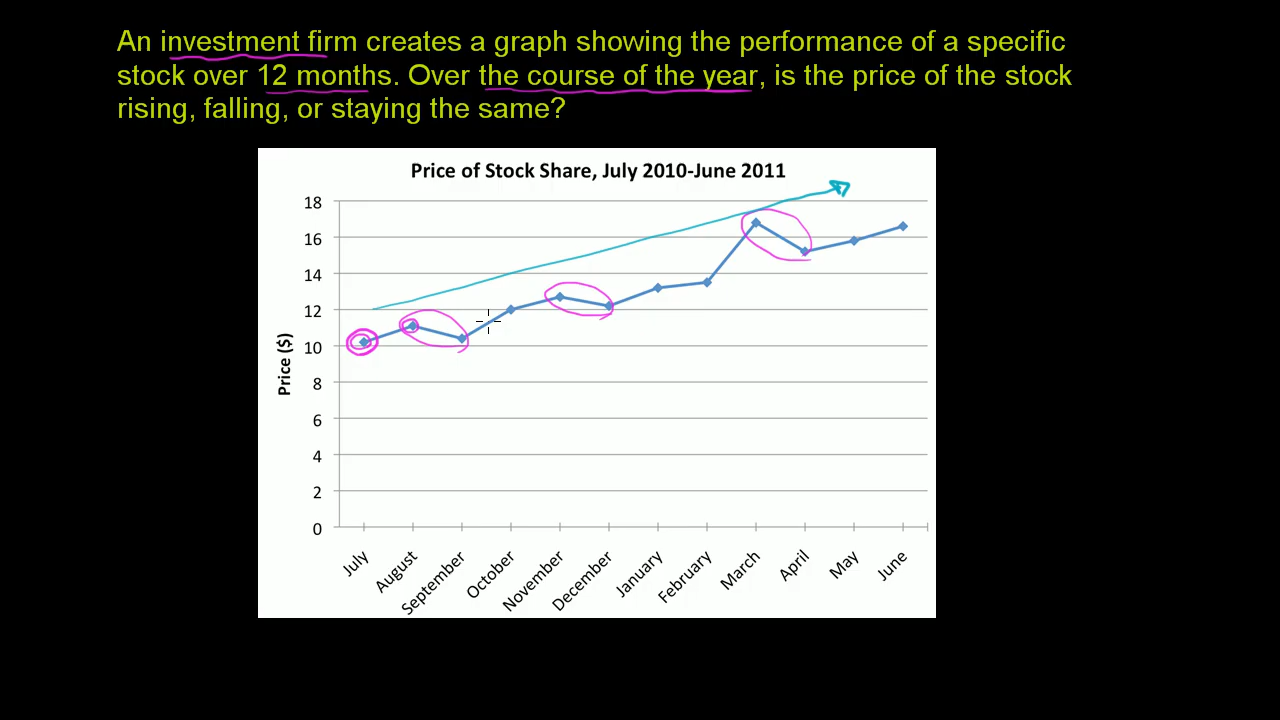 An investment firm creates a graph showing the performance of a specific
stock over 12 months. Over the course of the year, is the price of the stock
rising, falling, or staying the same?
Price of Stock Share, July 2010-June 2011
18
16
14
12
10
8
6
4
2
0
Price ($)
July
August
September
October
November
December
January
February
March
April
May
June